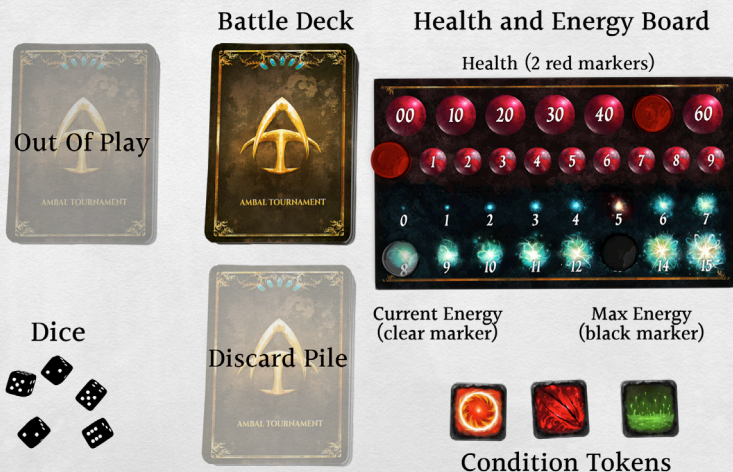 Battle Deck
Health and Energy Board
Health (2 red markers)
Out Of Play
AMBAL TOURNAMENT
AMBAL TOURNAMENT
00 10 20 30 40 60
1 2 3 4 5 6 7 8 9
0 1 2 3 4 5 6 7
8 9 10 11 12 14 15
Current Energy
(clear marker)
Max Energy
(black marker)
Dice
Discard Pile
AMBAL TOURNAMENT
Condition Tokens